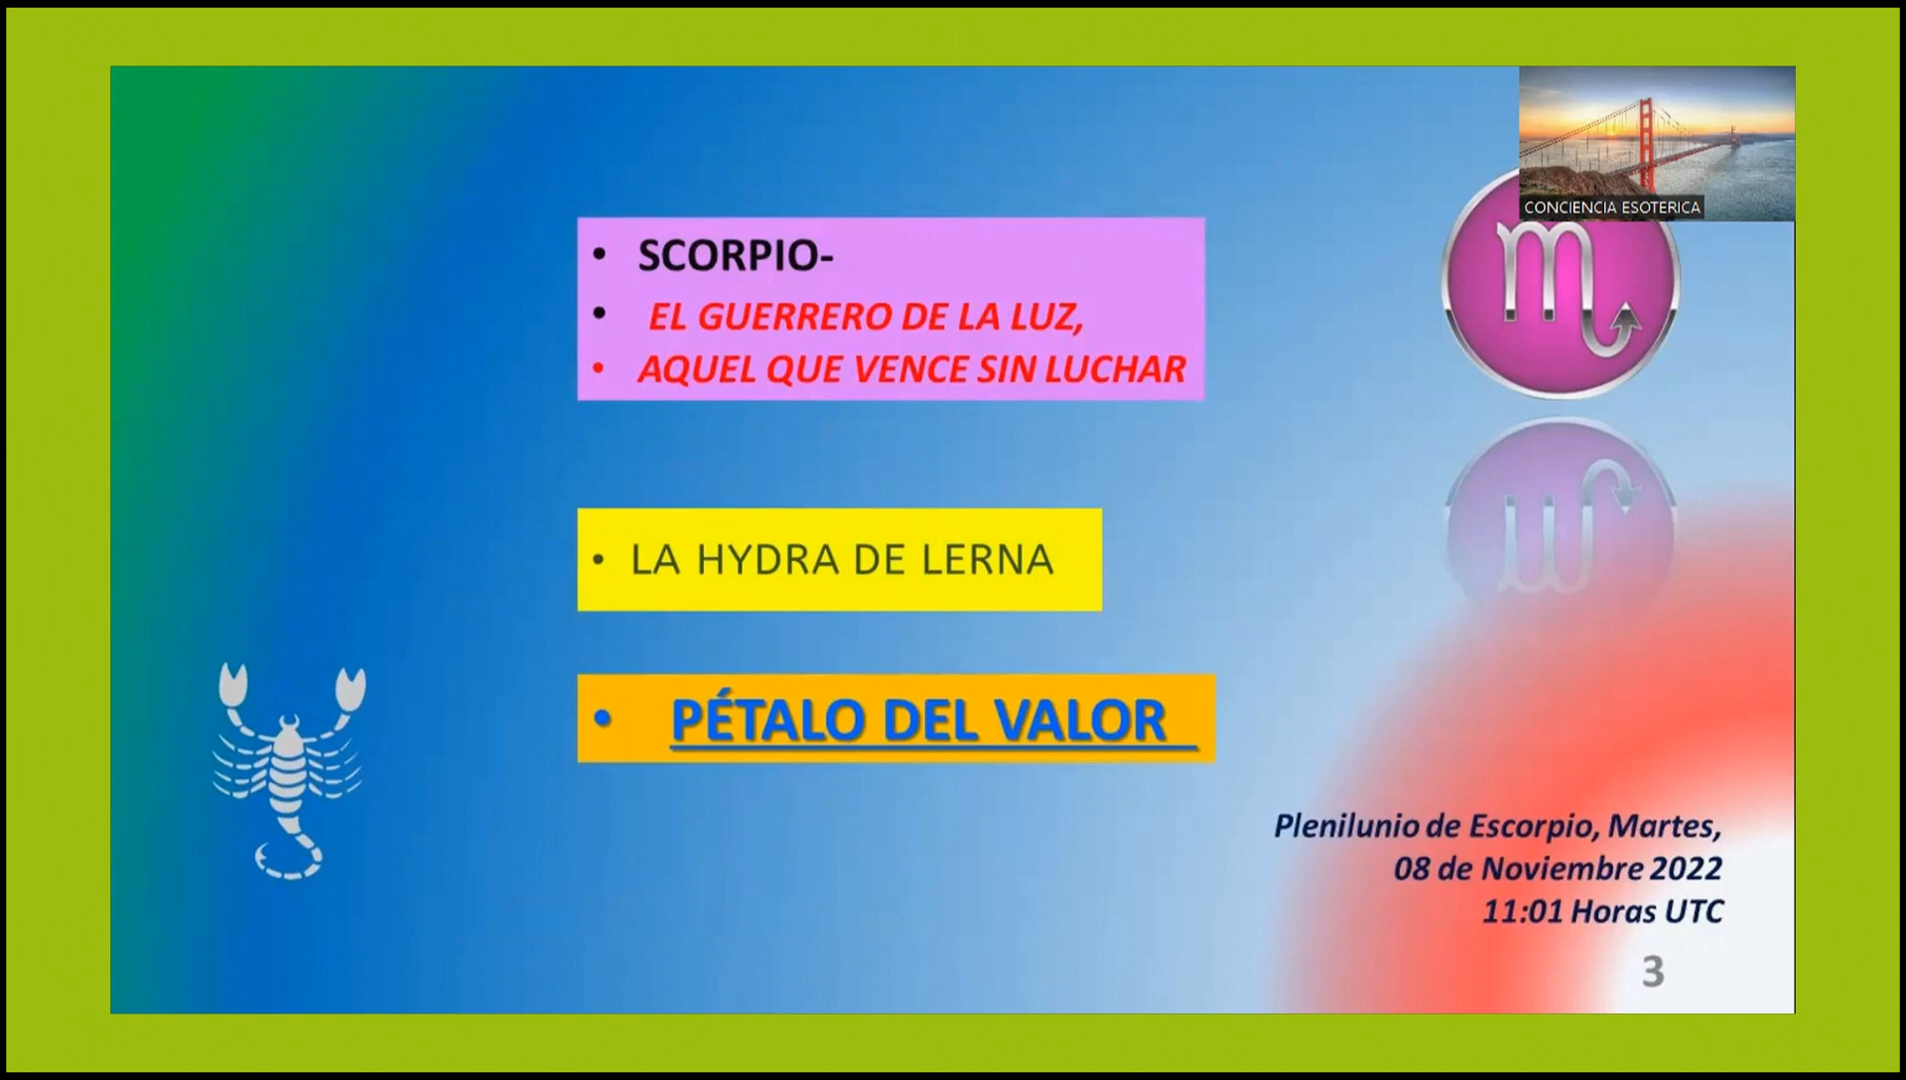 CONCIENCIA ESOTERICA
• SCORPIO-
• EL GUERRERO DE LA LUZ,
• AQUEL QUE VENCE SIN LUCHAR
• LA HYDRA DE LERNA
• PÉTALO DEL VALOR
Plenilunio de Escorpio, Martes,
08 de Noviembre 2022
11:01 Horas UTC
3